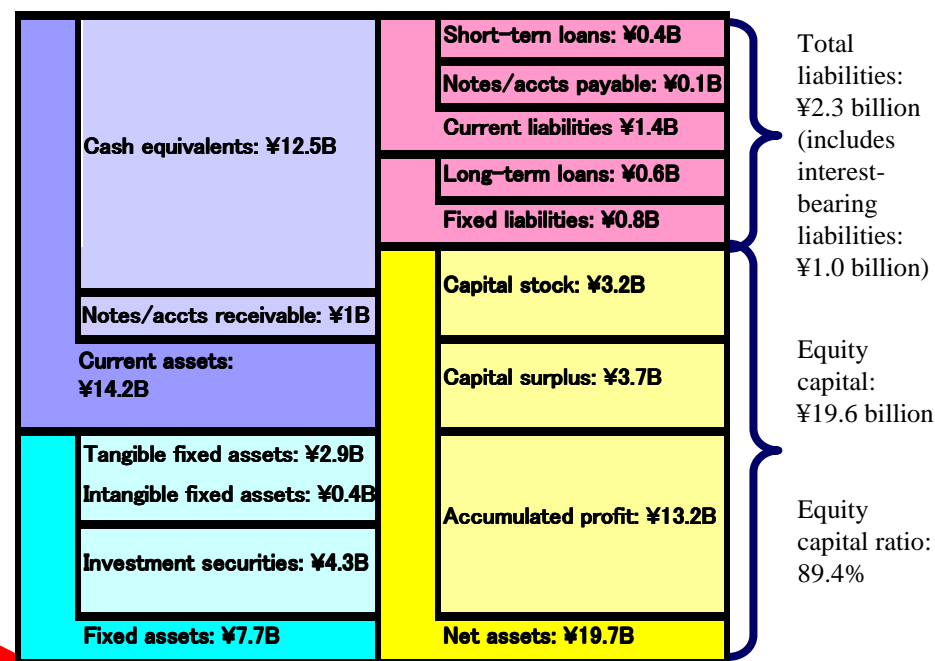 Cash equivalents: ¥12.5B
Notes/accts receivable: ¥1B
Current assets:
¥14.2B
Tangible fixed assets: ¥2.9B
Intangible fixed assets: ¥0.4B
Investment securities: ¥4.3B
Fixed assets: ¥7.7B
Short-tern loans: ¥0.4B
Notes/accts payable: ¥0.1B
Current liabilities ¥1.4B
Long-term loans: ¥0.6B
Fixed liabilities: ¥0.8B
Capital stock: ¥3.2B
Capital surplus: ¥3.7B
Accumulated profit: ¥13.2B
Net assets: ¥19.7B
Total
liabilities:
¥2.3 billion
(includes
interest-
bearing
liabilities:
¥1.0 billion)
Equity
capital:
¥19.6 billion
Equity
capital ratio:
89.4%